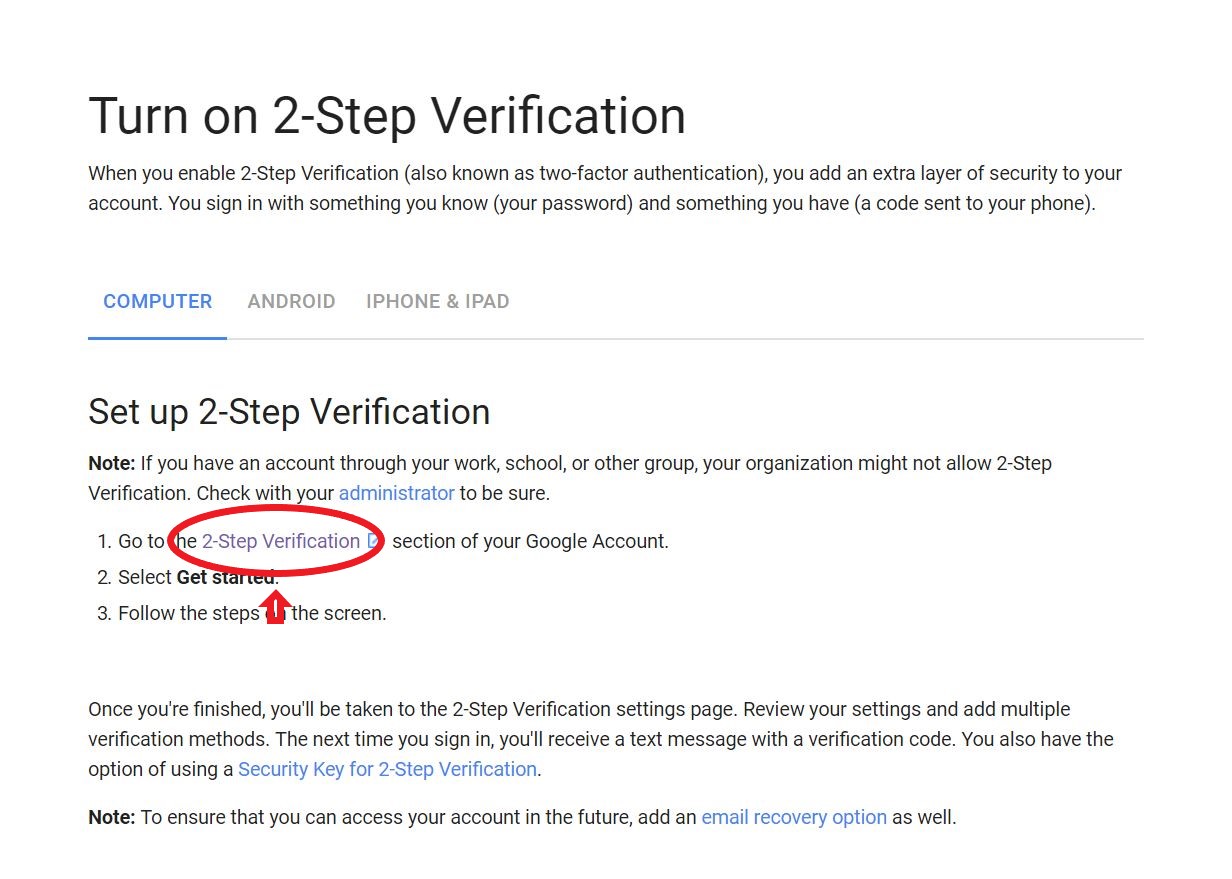 Turn on 2-Step Verification
When you enable 2-Step Verification (also known as two-factor authentication), you add an extra layer of security to your
account. You sign in with something you know (your password) and something you have (a code sent to your phone).
COMPUTER ANDROID IPHONE & IPAD
Set up 2-Step Verification
Note: If you have an account through your work, school, or other group, your organization might not allow 2-Step
Verification. Check with your administrator to be sure.
1. Go to the 2-Step Verification section of your Google Account.
2. Select Get started.
3. Follow the steps on the screen.
Once you're finished, you'll be taken to the 2-Step Verification settings page. Review your settings and add multiple
verification methods. The next time you sign in, you'll receive a text message with a verification code. You also have the
option of using a Security Key for 2-Step Verification.
Note: To ensure that you can access your account in the future, add an email recovery option as well.